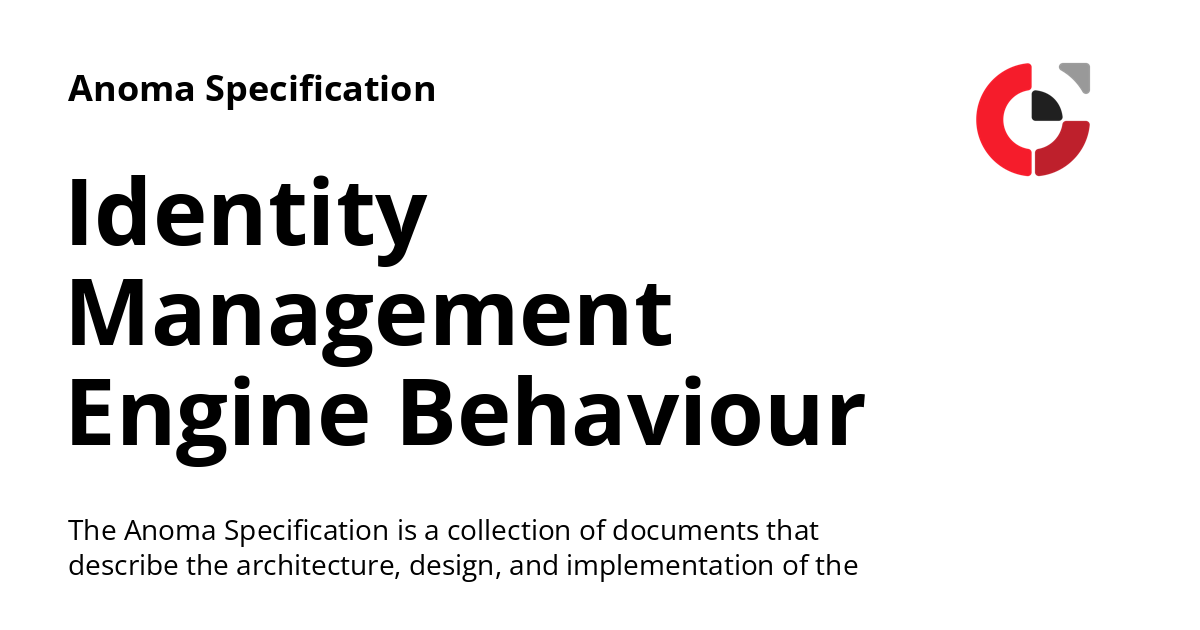 Anoma Specification
Identity
Management
Engine Behaviour
The Anoma Specification is a collection of documents that
describe the architecture, design, and implementation of the